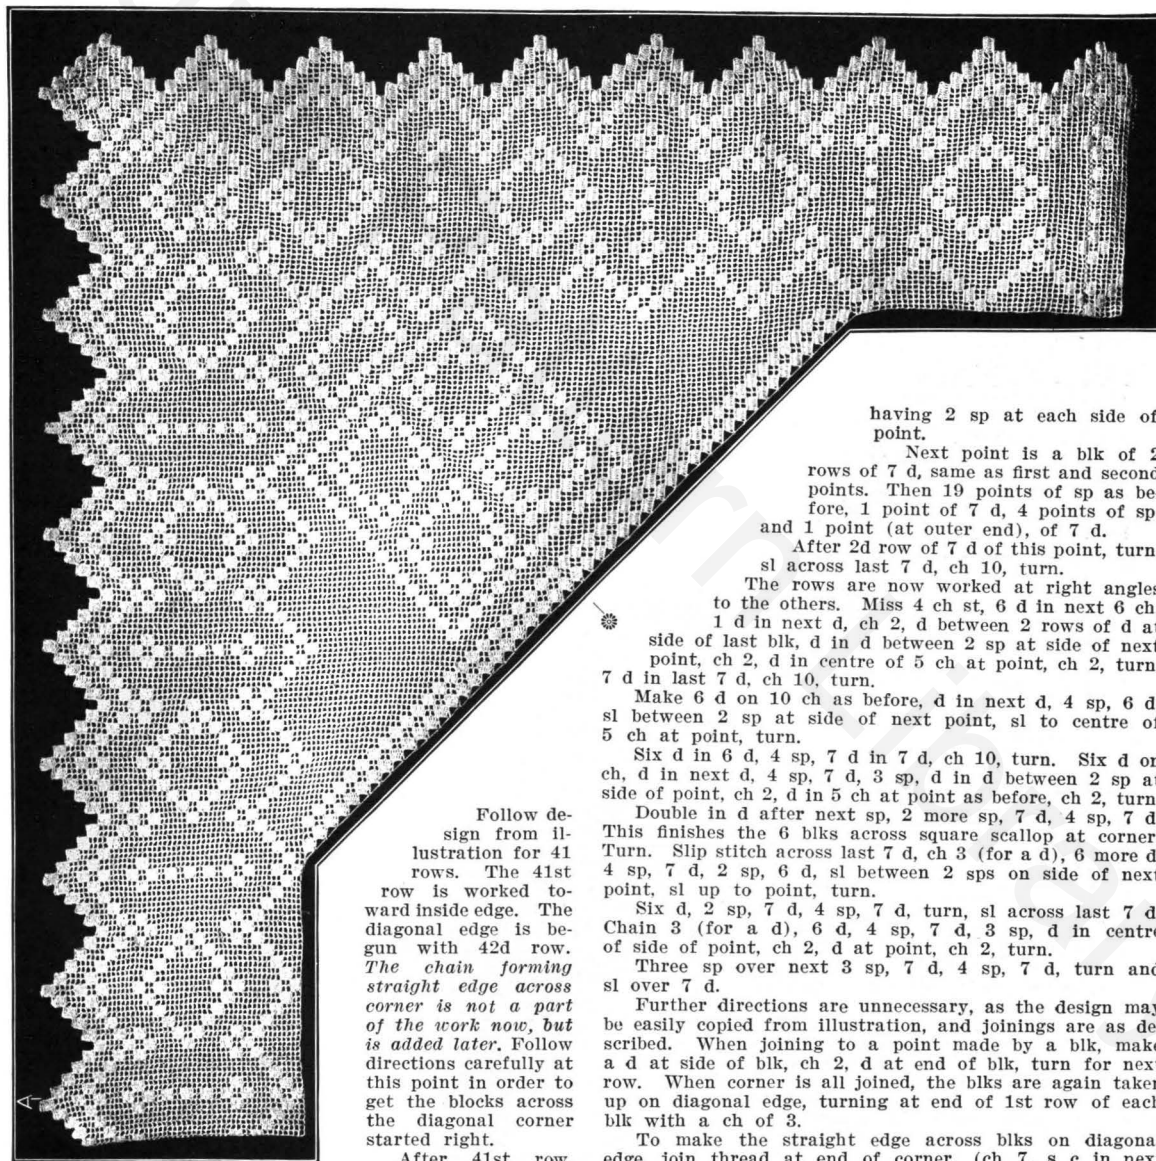 A
Follow de-
sign from il-
lustration for 41
rows. The 41st
row is worked to-
ward inside edge. The
diagonal edge is be-
gun with 42d row.
The chain forming
straight edge across
corner is not a part
of the work now, but
is added later. Follow
directions carefully at
this point in order to
get the blocks across
the diagonal corner
started right.
After 41st row,
having 2 sp at each side of
point.
Next point is a blk of 2
rows of 7 d, same as first and second
points. Then 19 points of sp as be
fore, 1 point of 7 d, 4 points of sp
and 1 point (at outer end), of 7 d.
After 2d row of 7 d of this point, turn
sl across last 7 d, ch 10, turn.
The rows are now worked at right angles
to the others. Miss 4 ch st, 6 d in next 6 ch
1 d in next d, ch 2, d between 2 rows of d at
side of last blk, d in d between 2 sp at side of next
point, ch 2, d in centre of 5 ch at point, ch 2, turn
7 d in last 7 d, ch 10, turn.
Make 6 d on 10 ch as before, d in next d, 4 sp, 6 d
sl between 2 sp at side of next point, sl to centre of
5 ch at point, turn.
Six d in 6 d, 4 sp, 7 d in 7 d, ch 10, turn. Six d on
ch, d in next d, 4 sp, 7 d, 3 sp, d in d between 2 sp at
side of point, ch 2, d in 5 ch at point as before, ch 2, turn
Double in d after next sp, 2 more sp, 7 d, 4 sp, 7 d
This finishes the 6 blks across square scallop at corner
Turn. Slip stitch across last 7 d, ch 3 (for a d), 6 more d
4 sp, 7 d, 2 sp, 6 d, sl between 2 sps on side of next
point, sl up to point, turn.
Six d, 2 sp, 7 d, 4 sp, 7 d, turn, sl across last 7 d
Chain 3 (for a d), 6 d, 4 sp, 7 d, 3 sp, d in centre
of side of point, ch 2, d at point, ch 2, turn.
Three sp over next 3 sp, 7 d, 4 sp, 7 d, turn and
sl over 7 d.
Further directions are unnecessary, as the design may
be easily copied from illustration, and joinings are as de
scribed. When joining to a point made by a blk, make
a d at side of blk, ch 2, d at end of blk, turn for next
row. When corner is all joined, the blks are again taken
up on diagonal edge, turning at end of 1st row of each
blk with a ch of 3.
To make the straight edge across blks on diagonal
edge, join thread at end of corner, (ch 7, s c in next